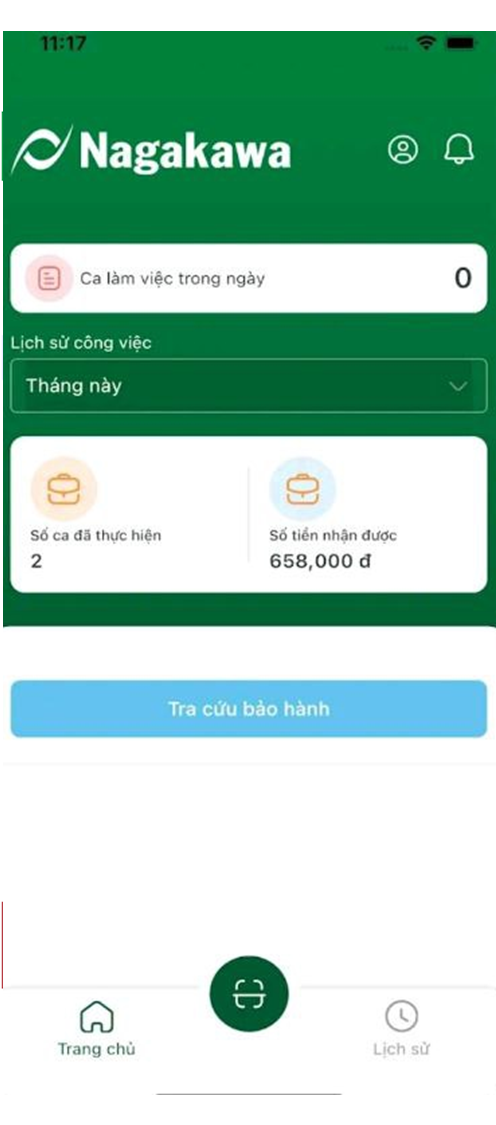 11:17
Nagakawa
Ca làm việc trong ngày 0
Lịch sử công việc
Tháng này
Số ca đã thực hiện
2
Số tiền nhận được
658,000 đ
Tra cứu bảo hành
Trang chủ
Lịch sử